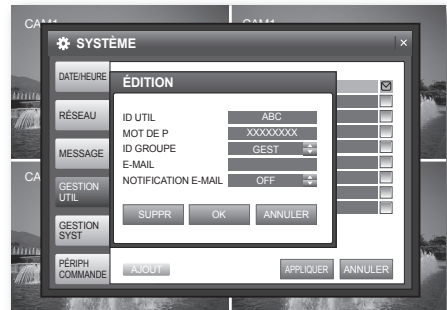 CAM1
CAM1
SYSTÈME
DATE/HEURE
RÉSEAU
MESSAGE
GESTION
UTIL
GESTION
SYST
PÉRIPH
COMMANDE
ÉDITION
ID UTIL ABC
MOT DE P XXXXXXXX
ID GROUPE GEST
E-MAIL
NOTIFICATION E-MAIL OFF
SUPPR OK ANNULER
AJOUT APPLIQUER ANNULER